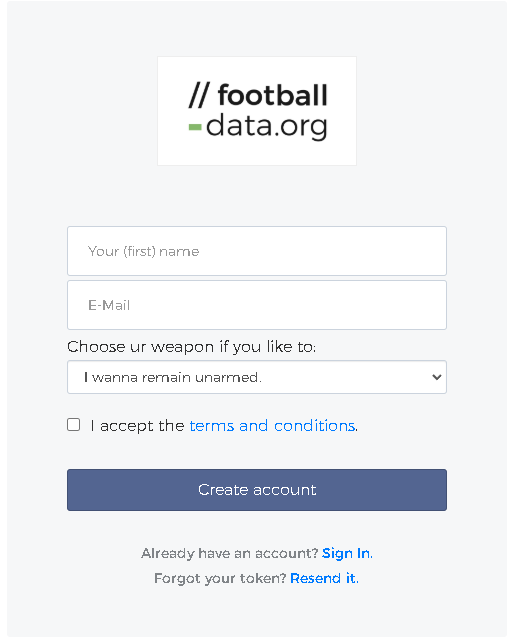 // football
-data.org
Your (first) name
E-Mail
Choose ur weapon if you like to:
I wanna remain unarmed.
I accept the terms and conditions.
Create account
Already have an account? Sign In.
Forgot your token? Resend it.